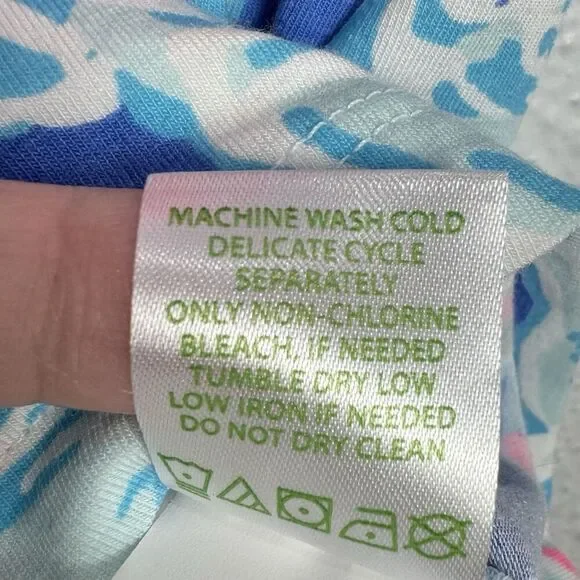 MACHINE WASH COLD
DELICATE CYCLE
SEPARATELY
ONLY NON-CHLORINE
BLEACH, IF NEEDED
TUMBLE DRY LOW
LOW IRON IF NEEDED
DO NOT DRY CLEAN